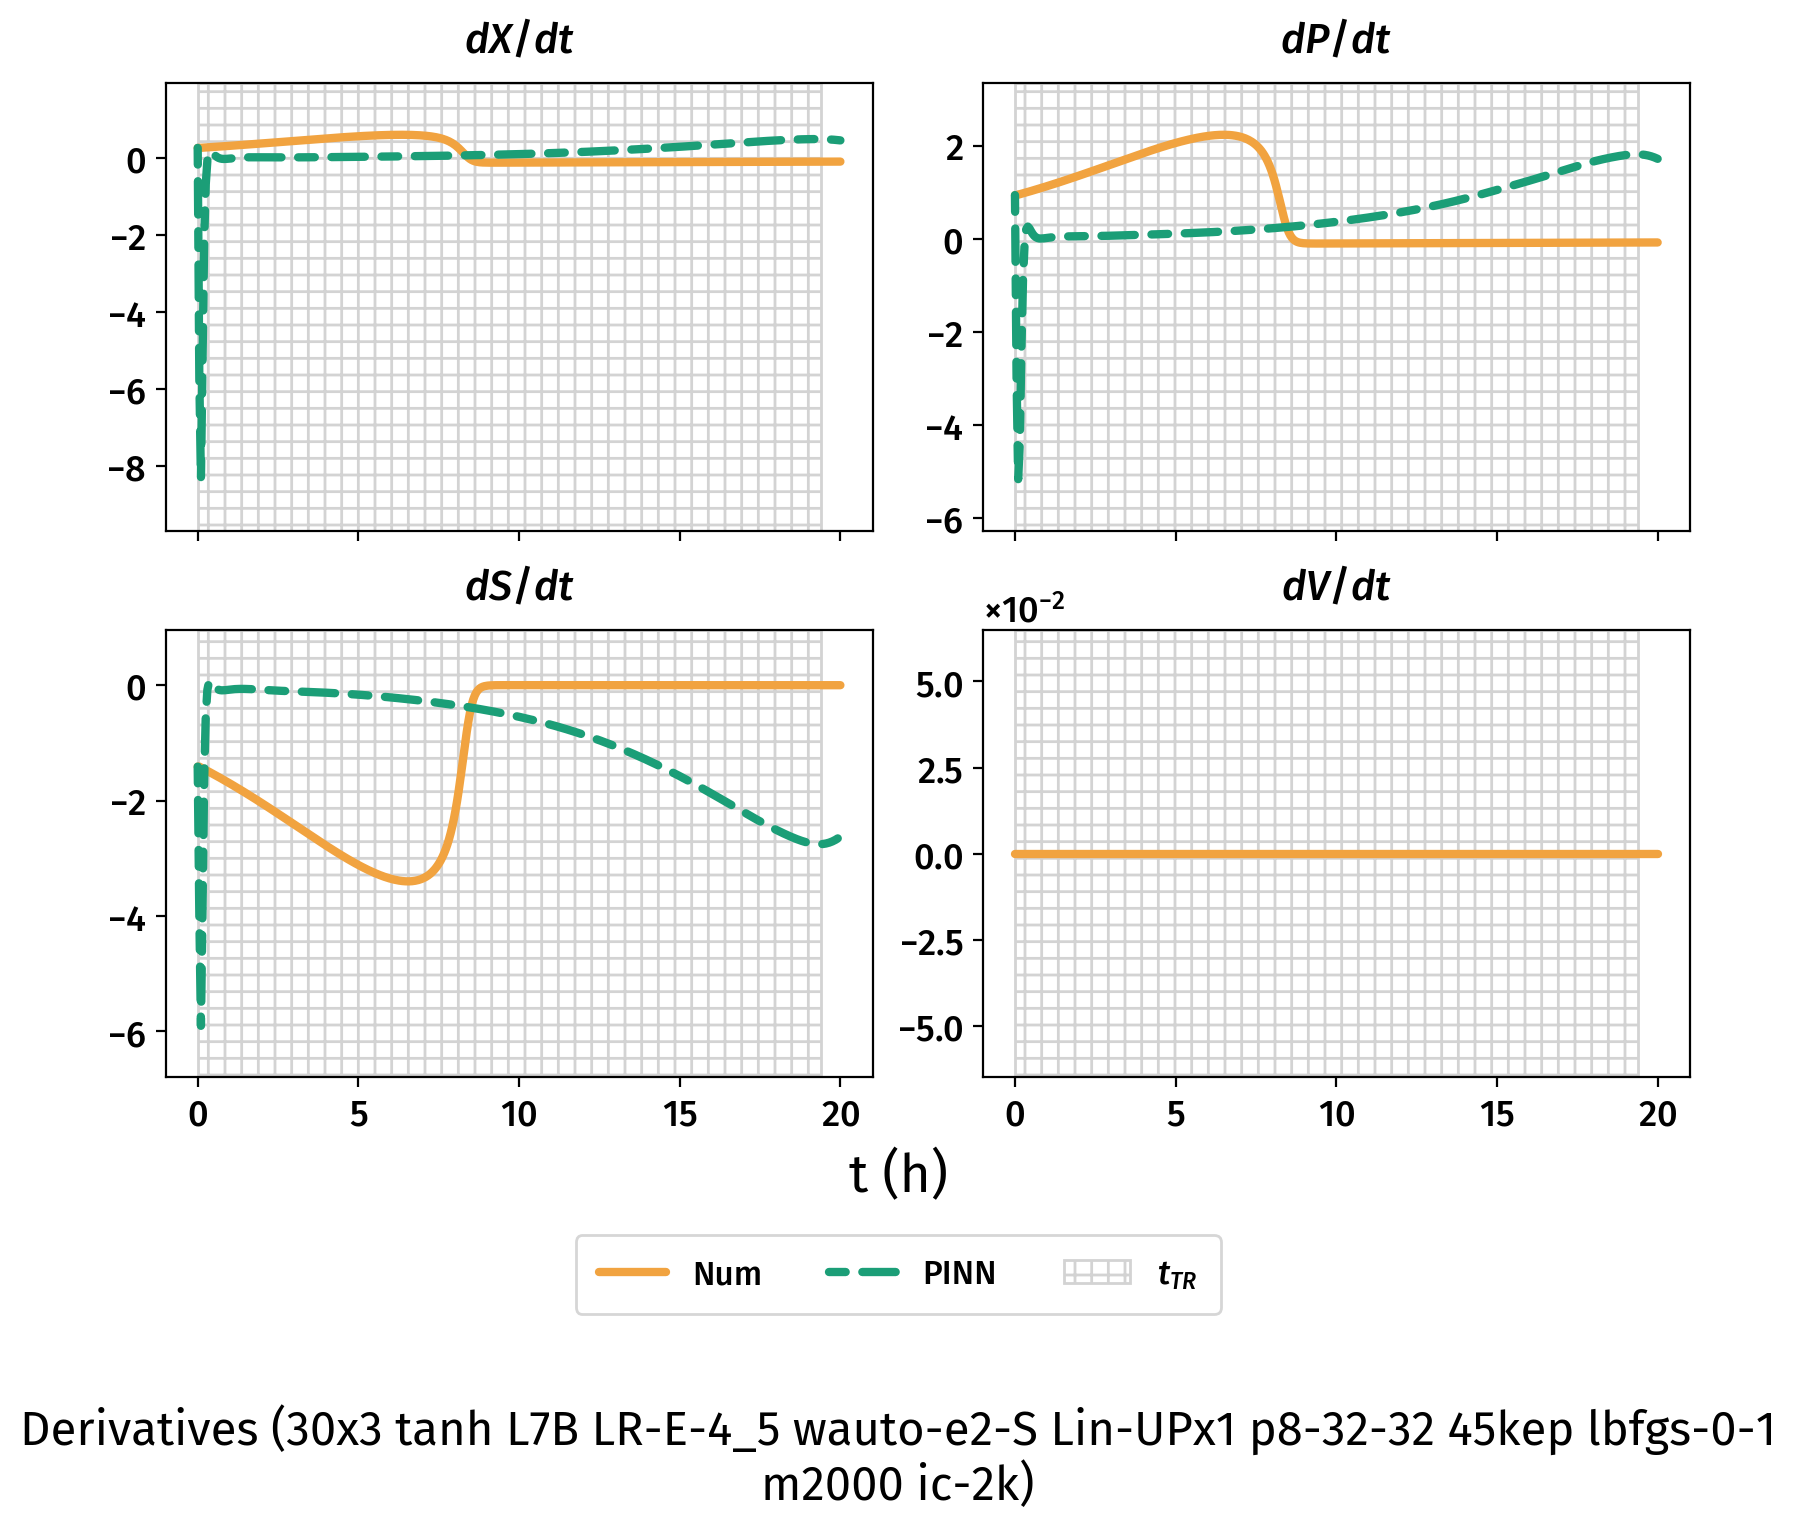 dX/dt
dP/dt
0
−2
−4
−6
−8
2
0
−2
−4
−6
dS/dt
dV/dt
×10⁻²
0
−2
−4
−6
5.0
2.5
0.0
−2.5
−5.0
0 5 10 15 20
0 5 10 15 20
t (h)
Num PINN t_TR
Derivatives (30x3 tanh L7B LR-E-4_5 wauto-e2-S Lin-UPx1 p8-32-32 45kep lbfgs-0-1
m2000 ic-2k)